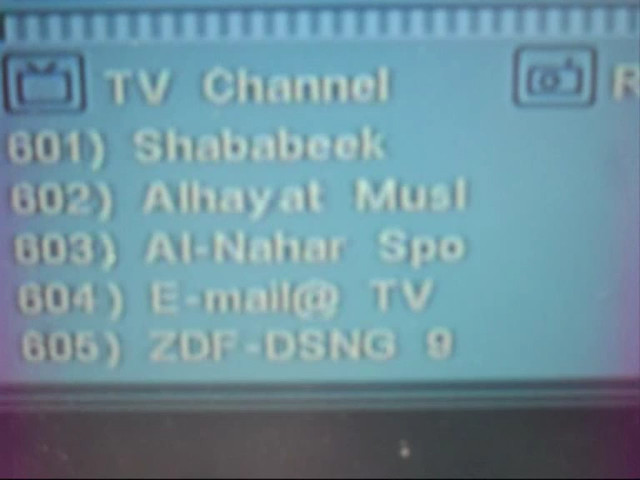 TV Channel R
601) Shababeek
602) Alhayat Musl
603) Al-Nahar Spo
604) E-mail@ TV
605) ZDF-DSNG 9